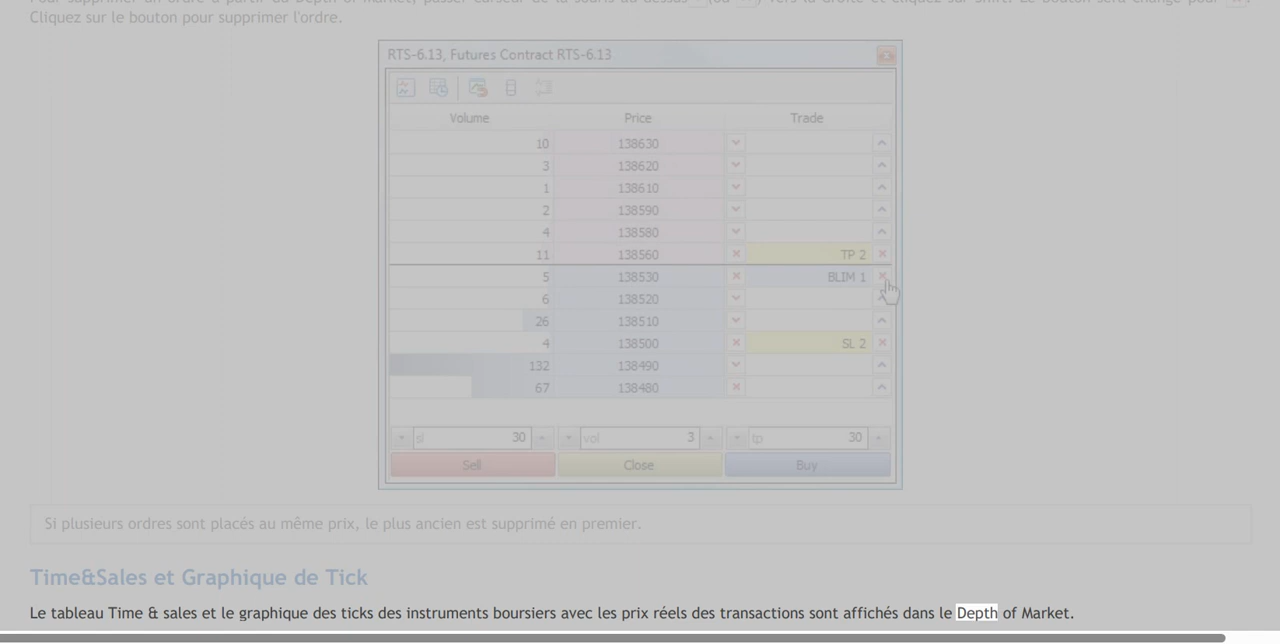 Cliquez sur le bouton pour supprimer l'ordre.
RTS-6.13, Futures Contract RTS-6.13
Volume Price Trade
10 138630
3 138620
1 138610
2 138590
4 138580
11 138560 TP 2
5 138530 BLIM 1
6 138520
26 138510
4 138500 SL 2
132 138490
67 138480
sl 30 vol 3 tp 30
Sell Close Buy
Si plusieurs ordres sont placés au même prix, le plus ancien est supprimé en premier.
Time&Sales et Graphique de Tick
Le tableau Time & sales et le graphique des ticks des instruments boursiers avec les prix réels des transactions sont affichés dans le Depth of Market.